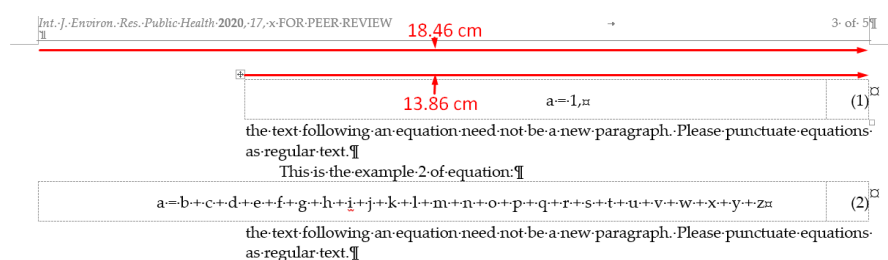 Int.·J.·Environ.·Res.·Public·Health·2020,·17,·x·FOR·PEER·REVIEW → 3·of·5¶
¶
18.46 cm
13.86 cm
a·=·1,¤ (1)¤
the·text·following·an·equation·need·not·be·a·new·paragraph.·Please·punctuate·equations·
as·regular·text.¶
This·is·the·example·2·of·equation:¶
a·=·b·+·c·+·d·+·e·+·f·+·g·+·h·+·i·+·j·+·k·+·l·+·m·+·n·+·o·+·p·+·q·+·r·+·s·+·t·+·u·+·v·+·w·+·x·+·y·+·z¤ (2)¤
the·text·following·an·equation·need·not·be·a·new·paragraph.·Please·punctuate·equations·
as·regular·text.¶